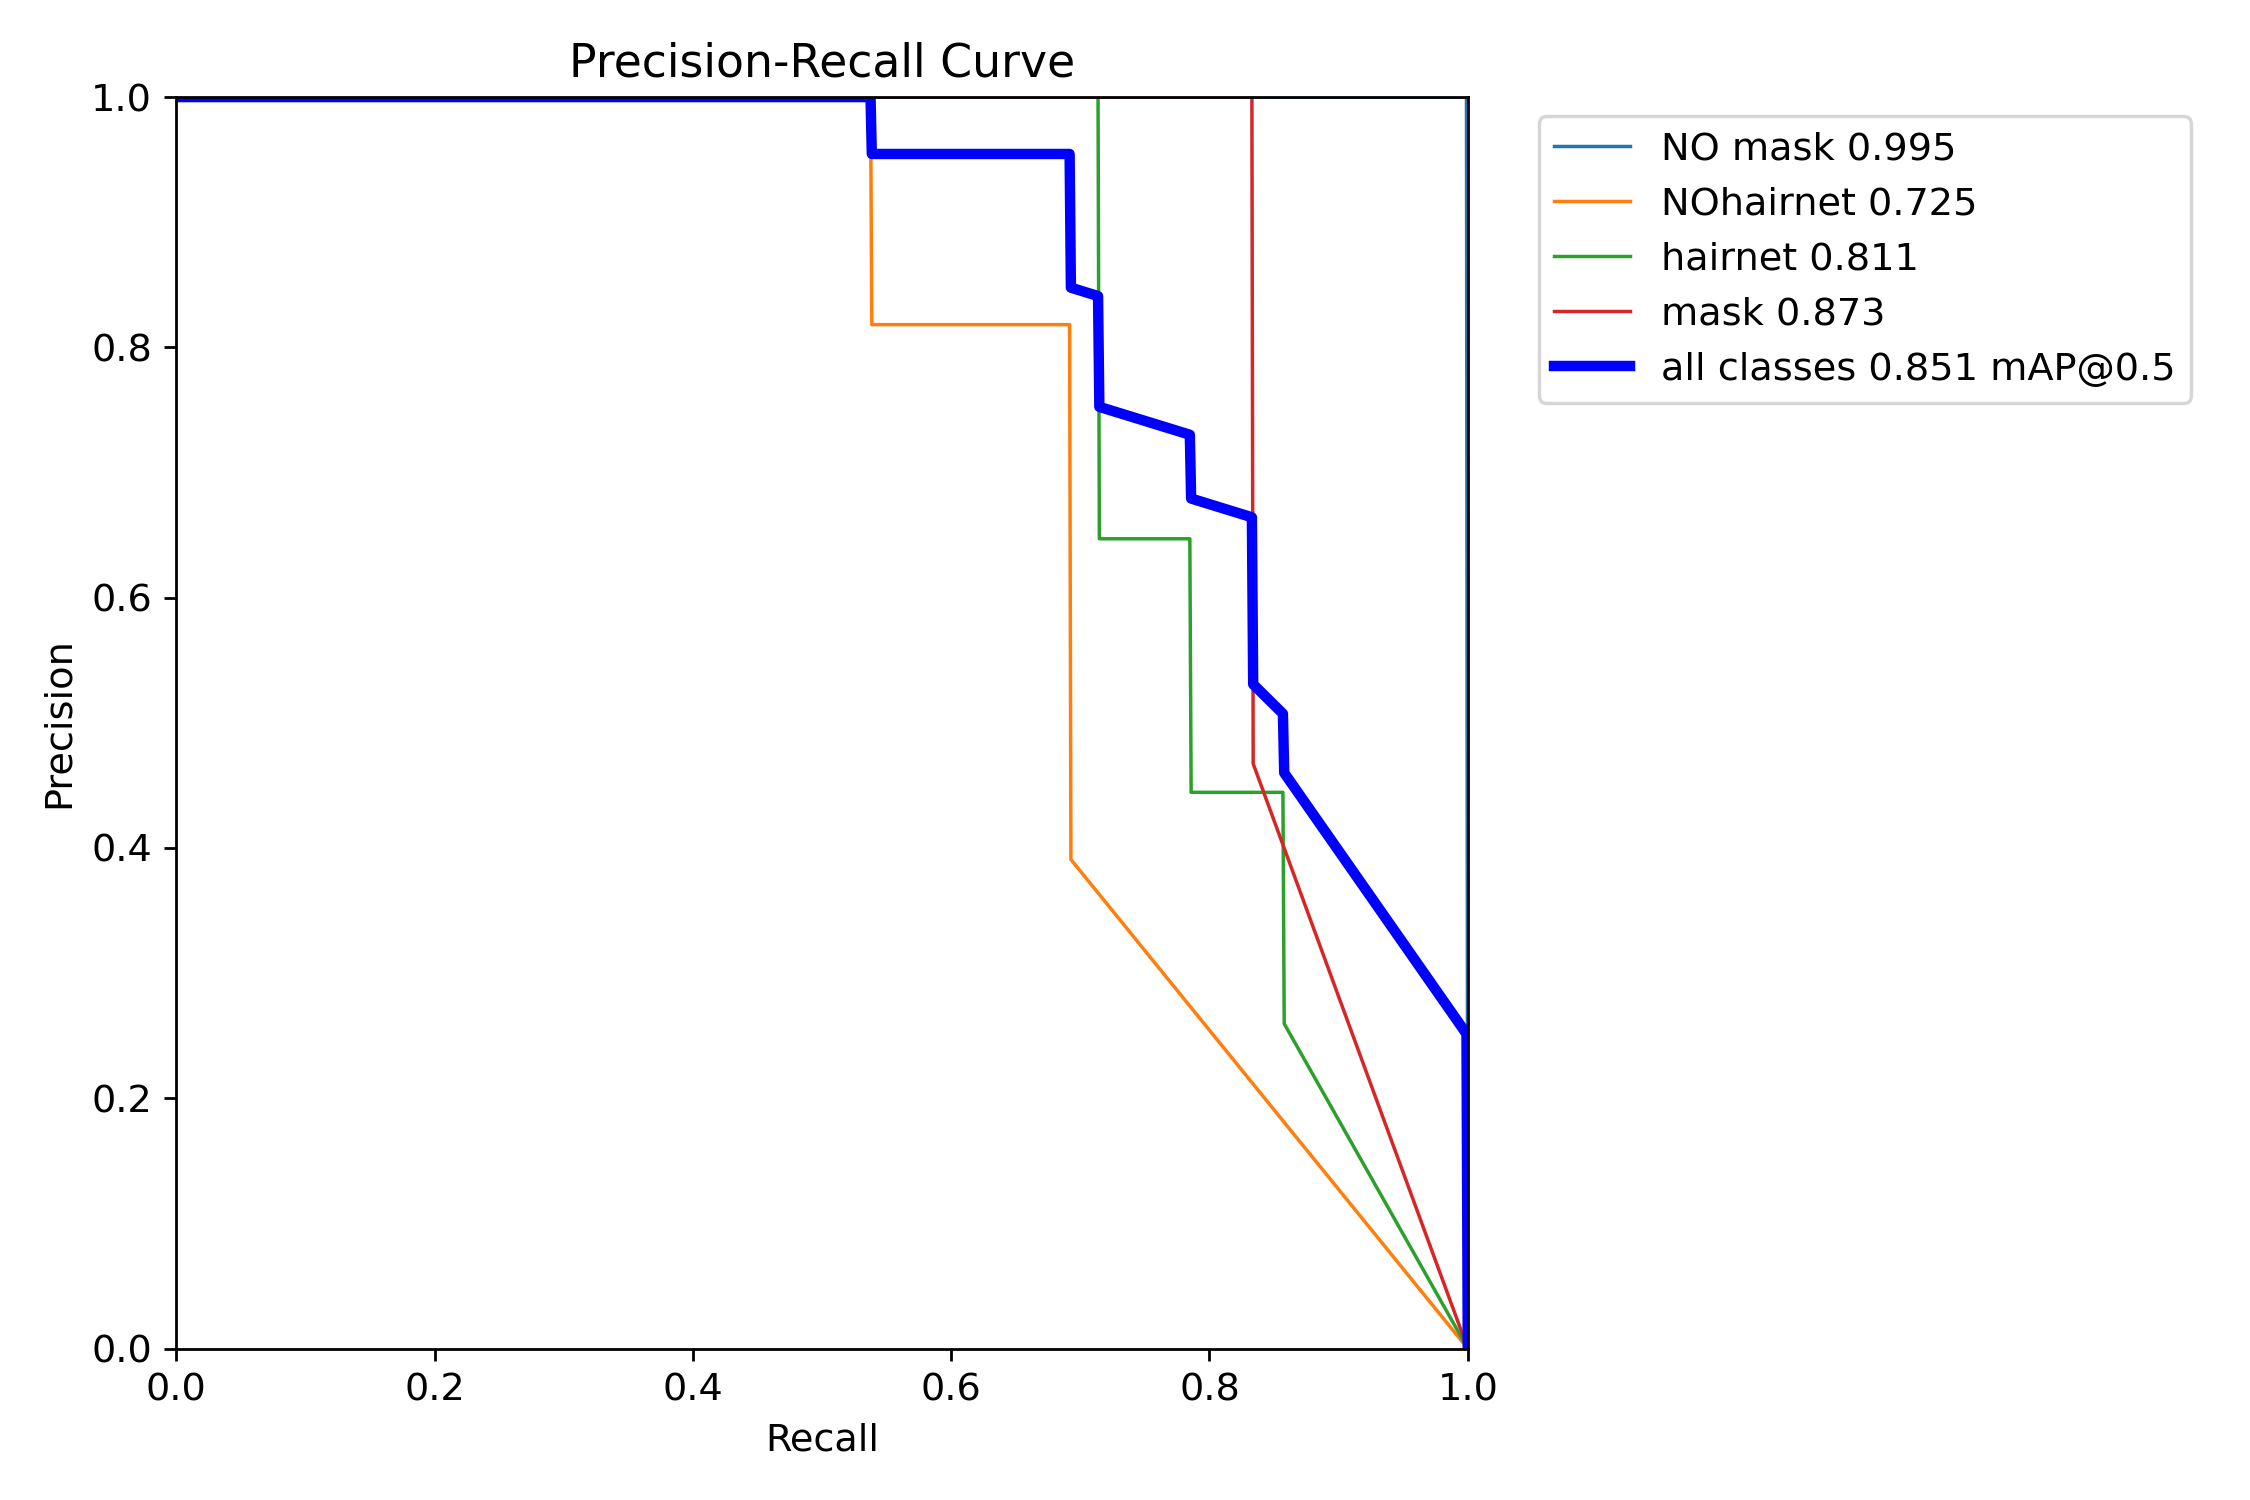 Precision-Recall Curve
1.0
0.8
0.6
0.4
0.2
0.0
Precision
0.0 0.2 0.4 0.6 0.8 1.0
Recall
NO mask 0.995
NOhairnet 0.725
hairnet 0.811
mask 0.873
all classes 0.851 mAP@0.5